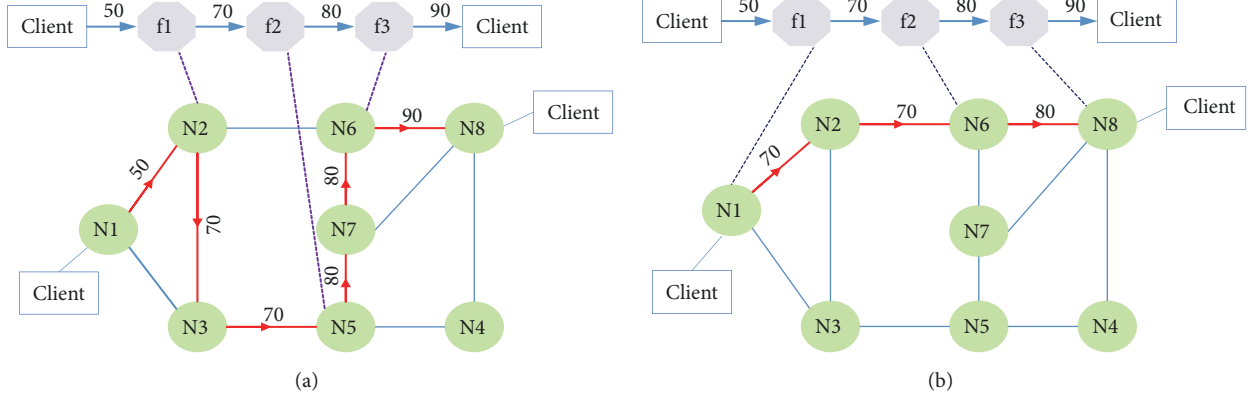 Client 50 f1 70 f2 80 f3 90 Client
N2 N6 90 N8 Client
50 80
N1 70 N7
Client 80
N3 70 N5 N4
(a)
Client 50 f1 70 f2 80 f3 90 Client
N2 70 N6 80 N8 Client
70
N1 N7
Client
N3 N5 N4
(b)